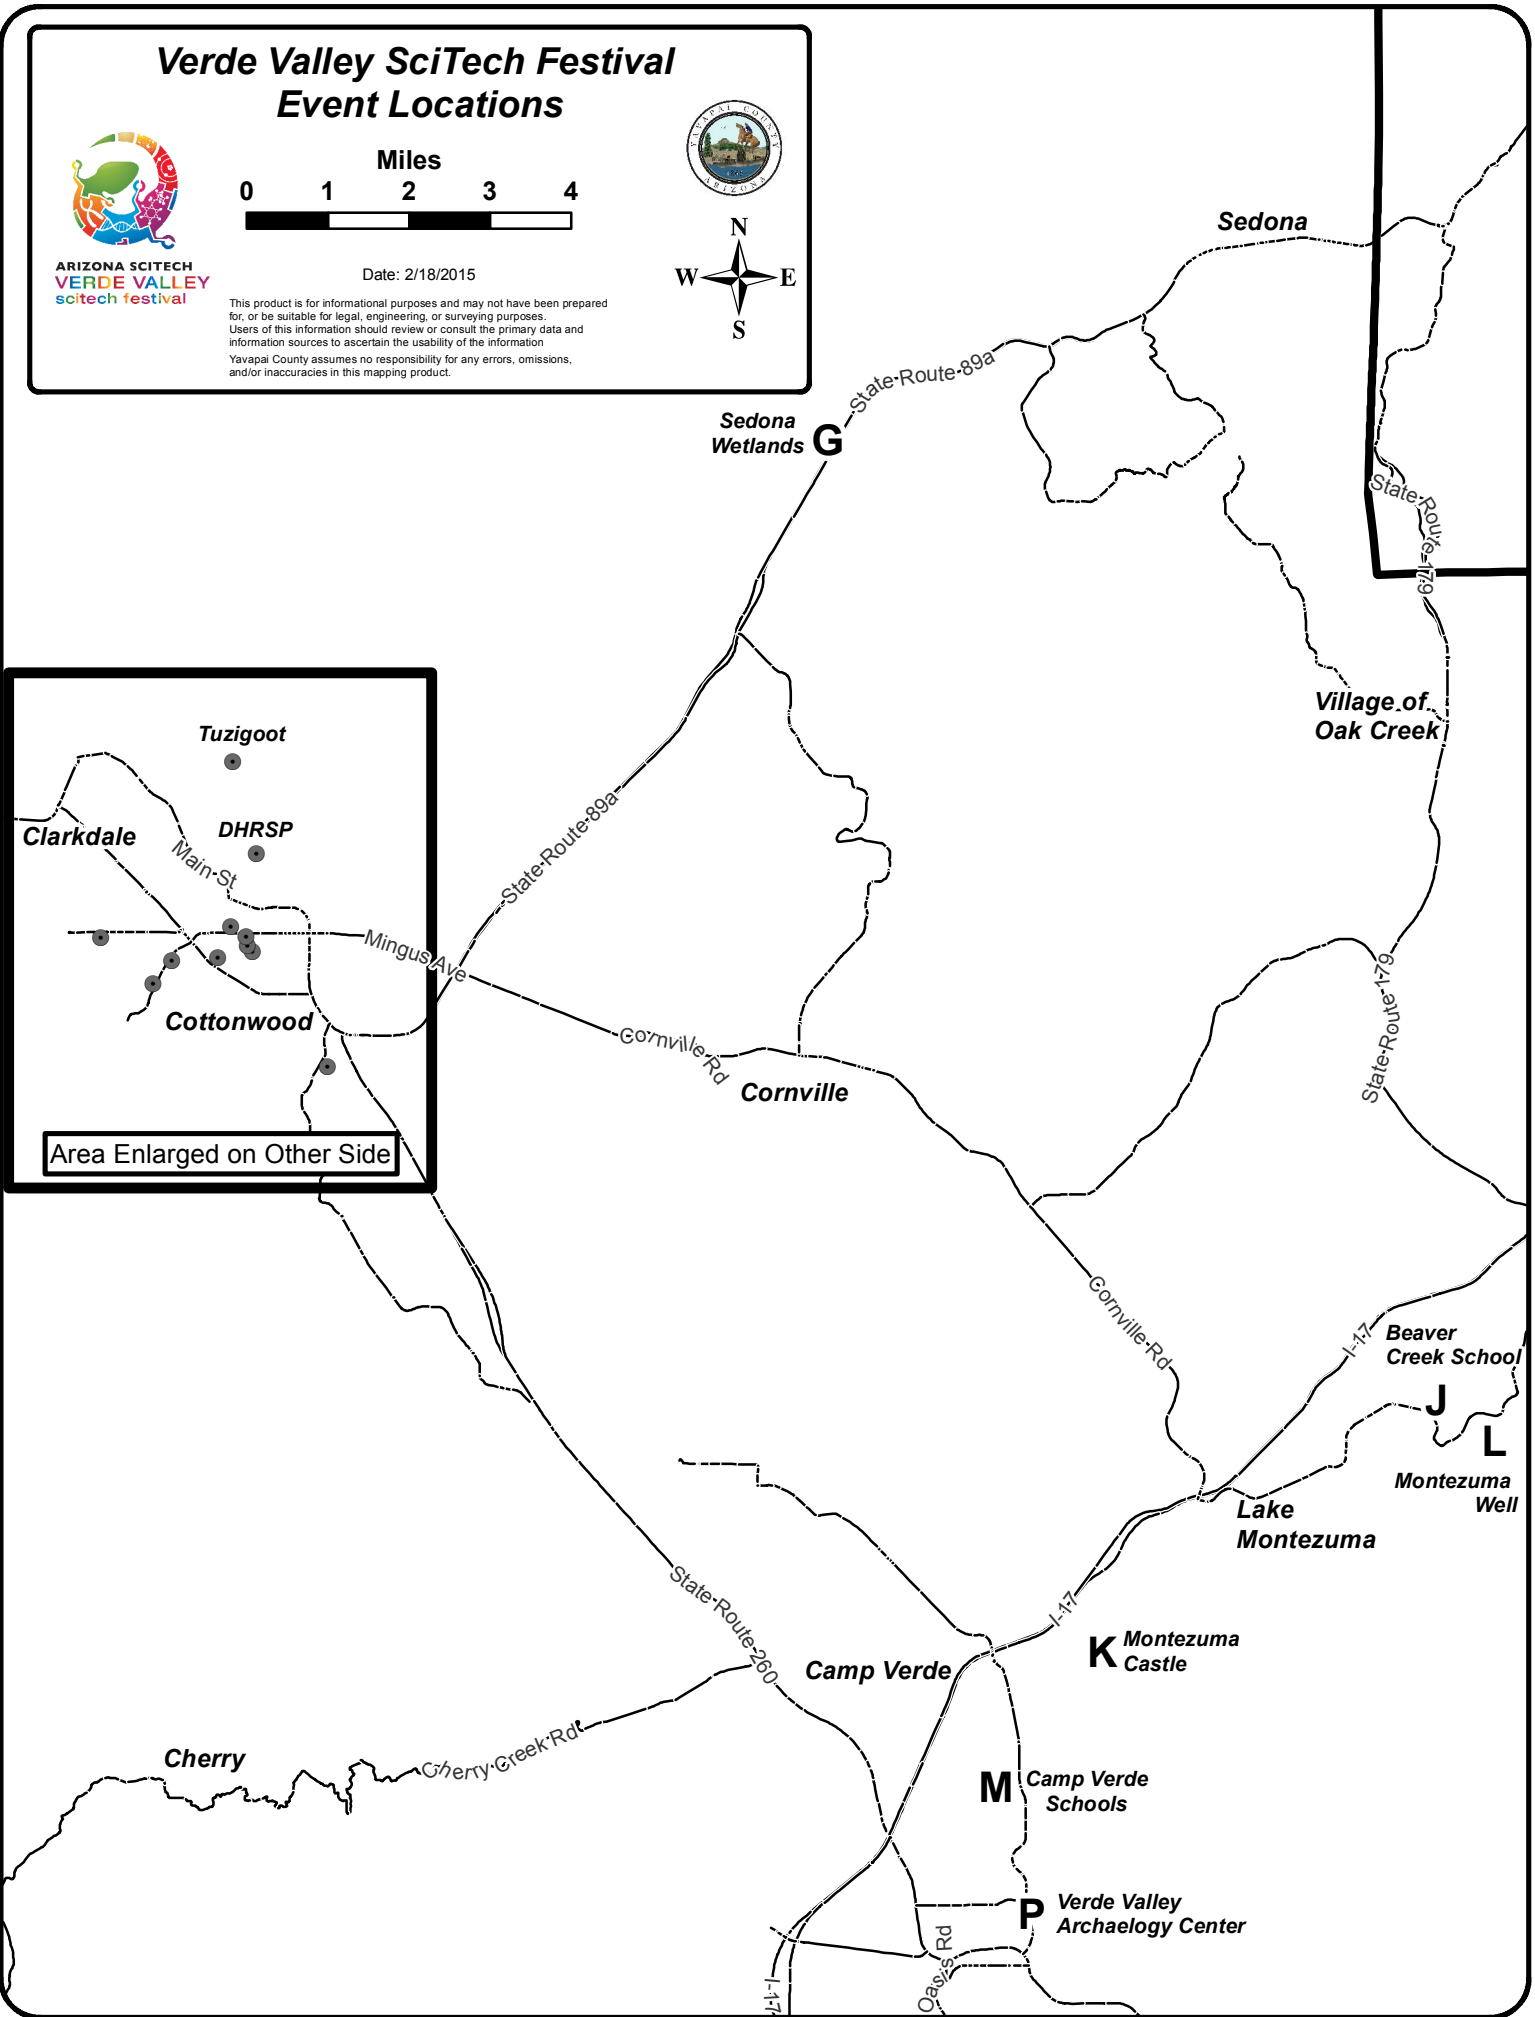 Verde Valley SciTech Festival
Event Locations
Miles
0 1 2 3 4
Date: 2/18/2015
This product is for informational purposes and may not have been prepared
for, or be suitable for legal, engineering, or surveying purposes.
Users of this information should review or consult the primary data and
information sources to ascertain the usability of the information
Yavapai County assumes no responsibility for any errors, omissions,
and/or inaccuracies in this mapping product.
ARIZONA SCITECH
VERDE VALLEY
scitech festival
YAVAPAI COUNTY
ARIZONA
N
W E
S
Sedona
State Route 89a
Sedona
Wetlands
G
State Route 179
Village of
Oak Creek
Tuzigoot
Clarkdale
DHRSP
Main St
State Route 89a
Mingus Ave
Cottonwood
Cornville Rd
Cornville
State Route 179
Area Enlarged on Other Side
Cornville Rd
I-17
Beaver
Creek School
J
L
Montezuma
Well
Lake
Montezuma
State Route 260
I-17
K
Montezuma
Castle
Camp Verde
Cherry
Cherry Creek Rd
M
Camp Verde
Schools
P
Verde Valley
Archaelogy Center
Oasis Rd
I-17